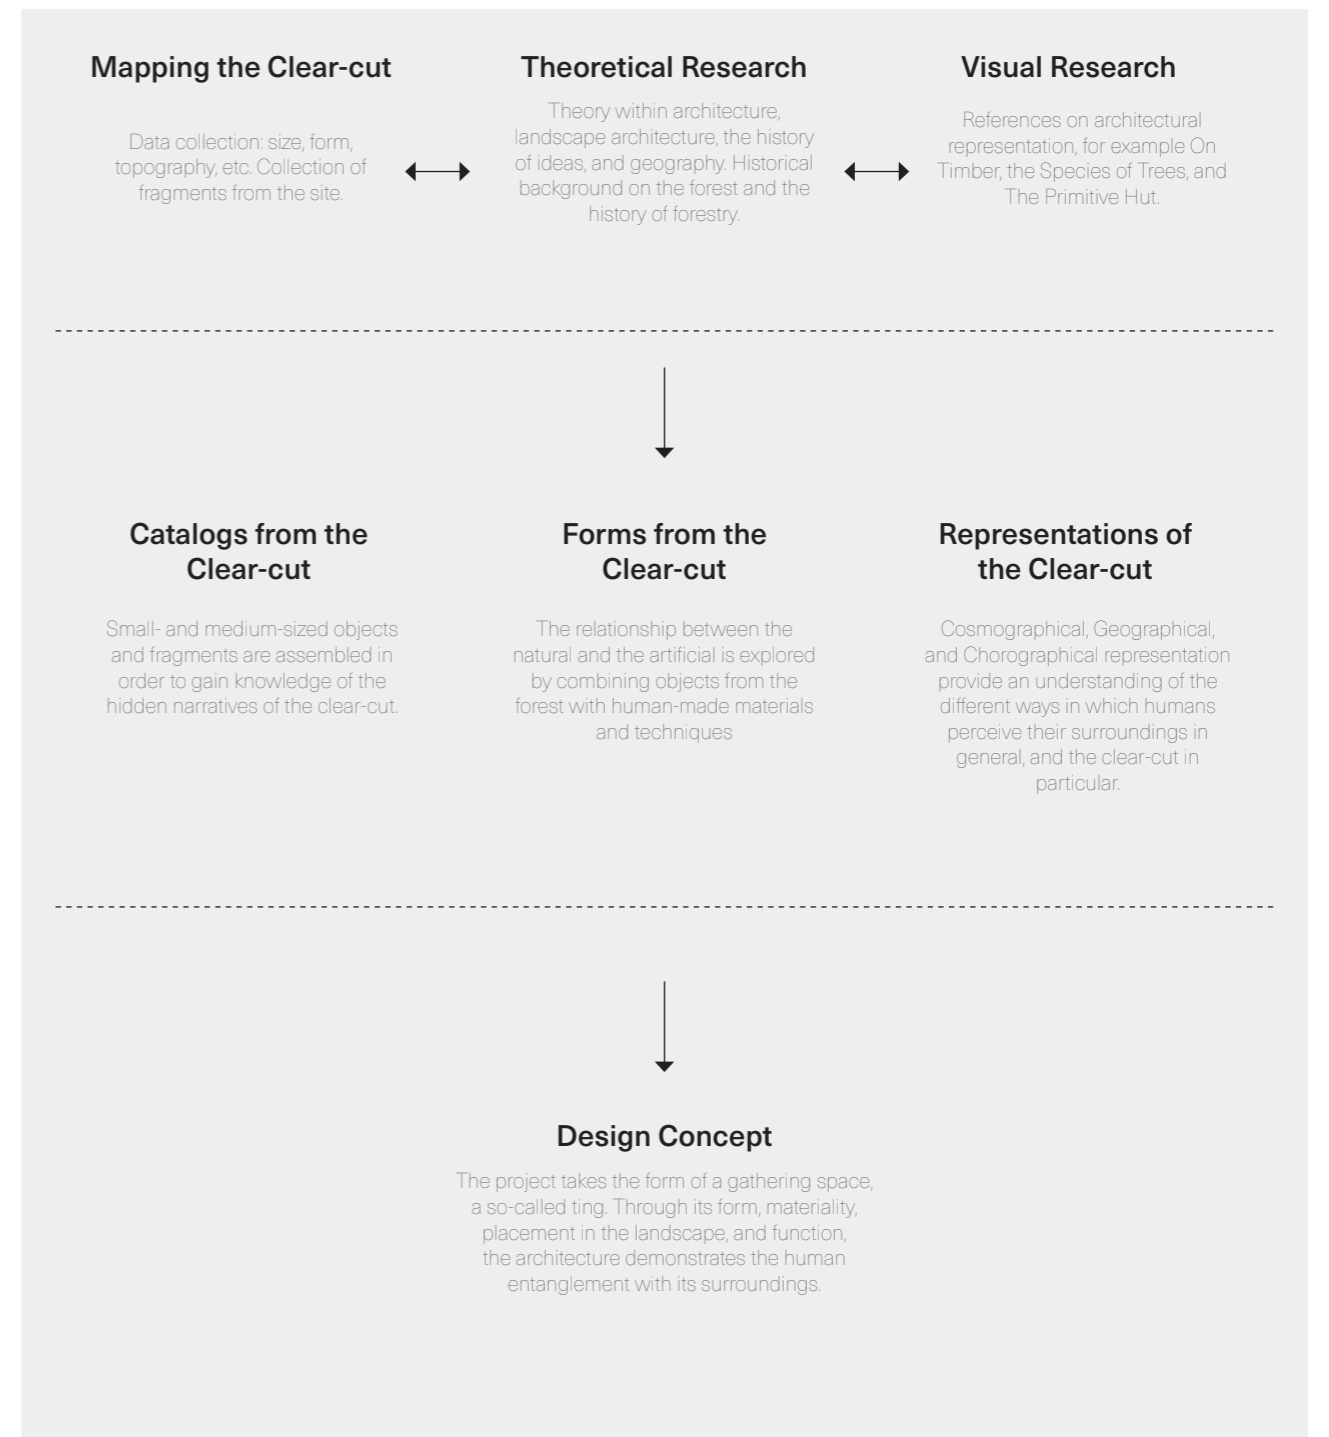 Mapping the Clear-cut
Data collection: size, form,
topography, etc. Collection of
fragments from the site.
Theoretical Research
Theory within architecture,
landscape architecture, the history
of ideas, and geography. Historical
background on the forest and the
history of forestry.
Visual Research
References on architectural
representation, for example On
Timber, the Species of Trees, and
The Primitive Hut.
Catalogs from the
Clear-cut
Small- and medium-sized objects
and fragments are assembled in
order to gain knowledge of the
hidden narratives of the clear-cut.
Forms from the
Clear-cut
The relationship between the
natural and the artificial is explored
by combining objects from the
forest with human-made materials
and techniques
Representations of
the Clear-cut
Cosmographical, Geographical,
and Chorographical representation
provide an understanding of the
different ways in which humans
perceive their surroundings in
general, and the clear-cut in
particular.
Design Concept
The project takes the form of a gathering space,
a so-called ting. Through its form, materiality,
placement in the landscape, and function,
the architecture demonstrates the human
entanglement with its surroundings.